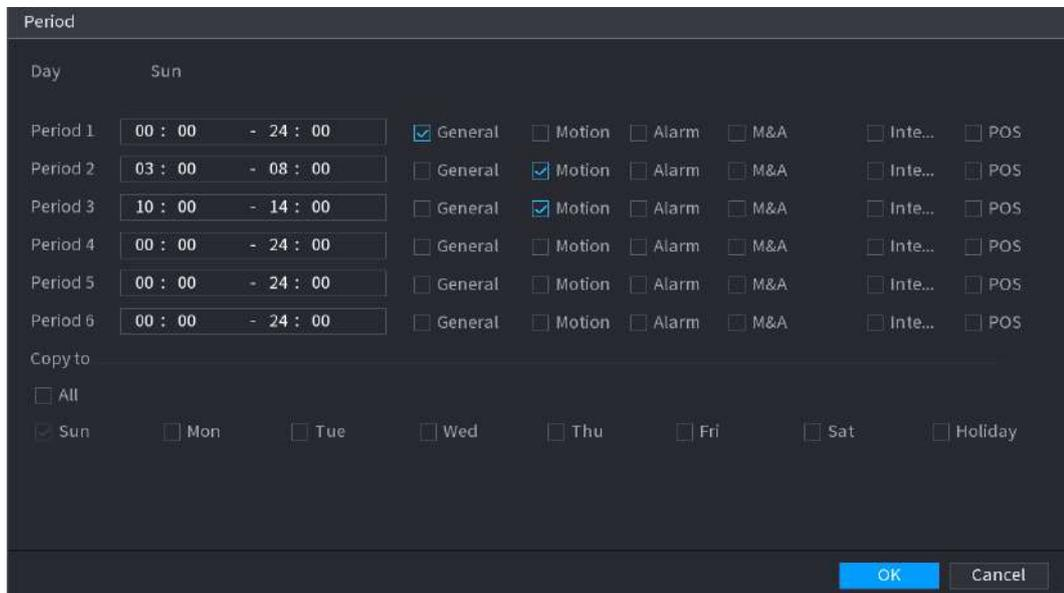 Period
Day Sun
Period 1 00 : 00 - 24 : 00 General Motion Alarm M&A Inte... POS
Period 2 03 : 00 - 08 : 00 General Motion Alarm M&A Inte... POS
Period 3 10 : 00 - 14 : 00 General Motion Alarm M&A Inte... POS
Period 4 00 : 00 - 24 : 00 General Motion Alarm M&A Inte... POS
Period 5 00 : 00 - 24 : 00 General Motion Alarm M&A Inte... POS
Period 6 00 : 00 - 24 : 00 General Motion Alarm M&A Inte... POS
Copy to
All
Sun Mon Tue Wed Thu Fri Sat Holiday
OK Cancel